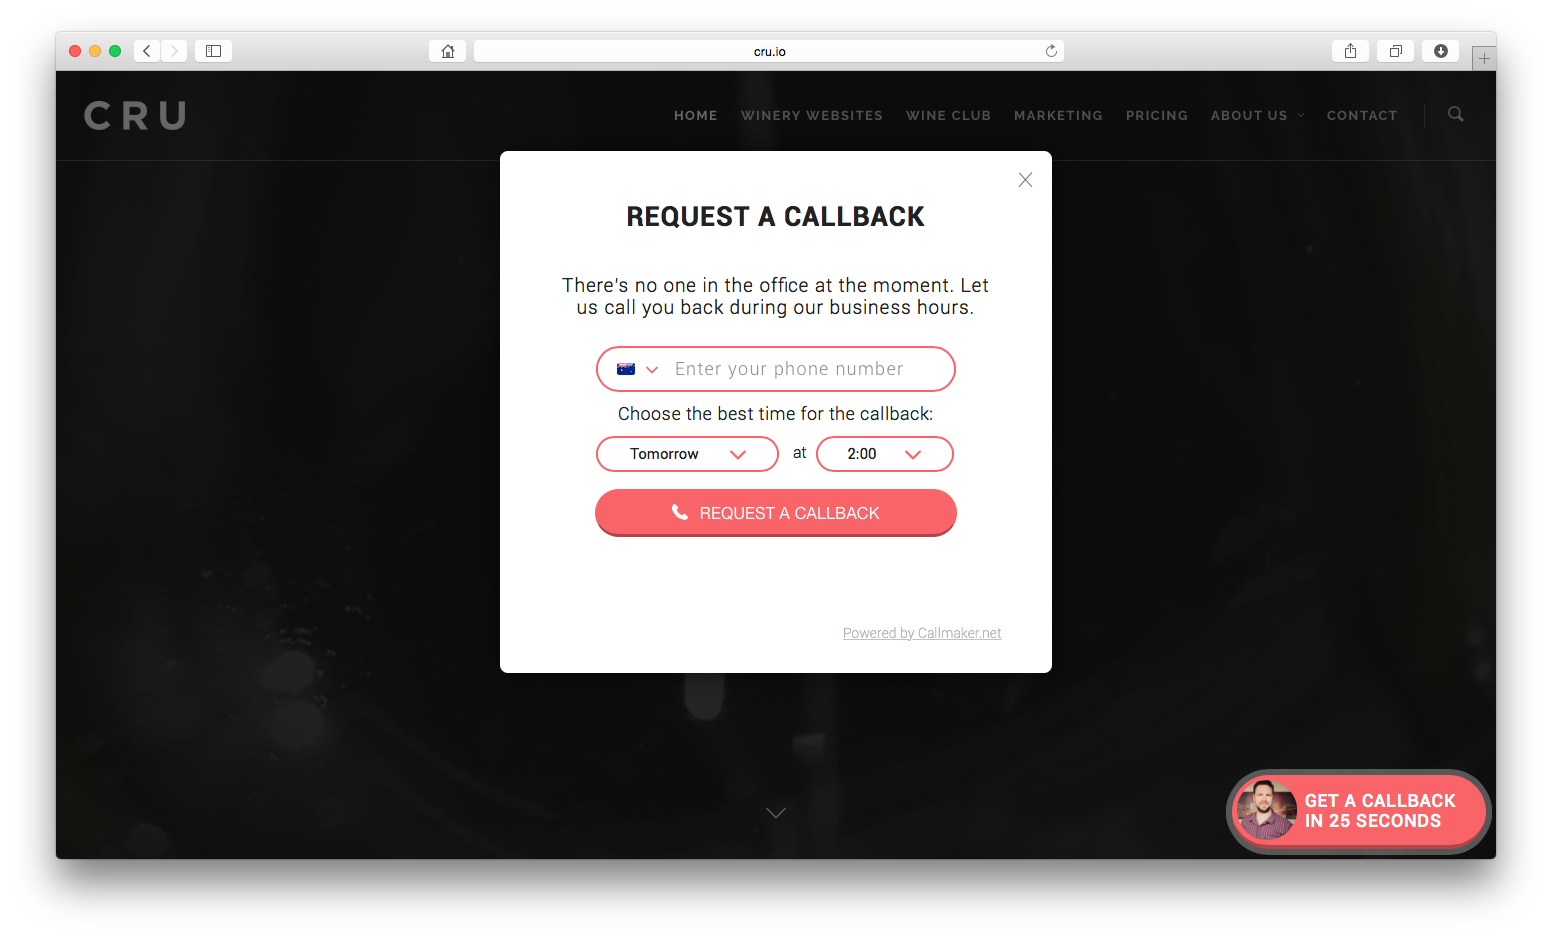 cru.io
CRU
HOME WINERY WEBSITES WINE CLUB MARKETING PRICING ABOUT US CONTACT
REQUEST A CALLBACK
There's no one in the office at the moment. Let
us call you back during our business hours.
Enter your phone number
Choose the best time for the callback:
Tomorrow at 2:00
REQUEST A CALLBACK
Powered by Callmaker.net
GET A CALLBACK
IN 25 SECONDS